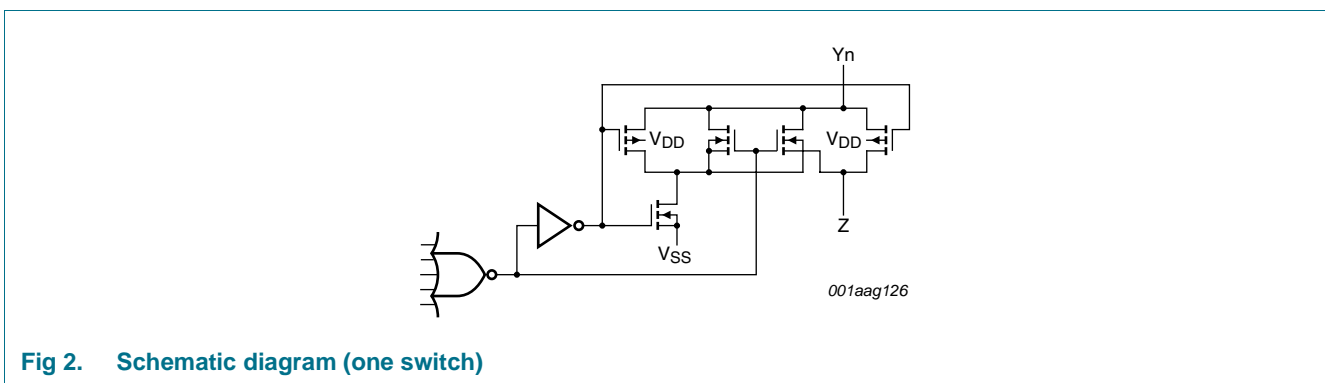 Yn
VDD VDD
Z
VSS
001aag126
Fig 2. Schematic diagram (one switch)